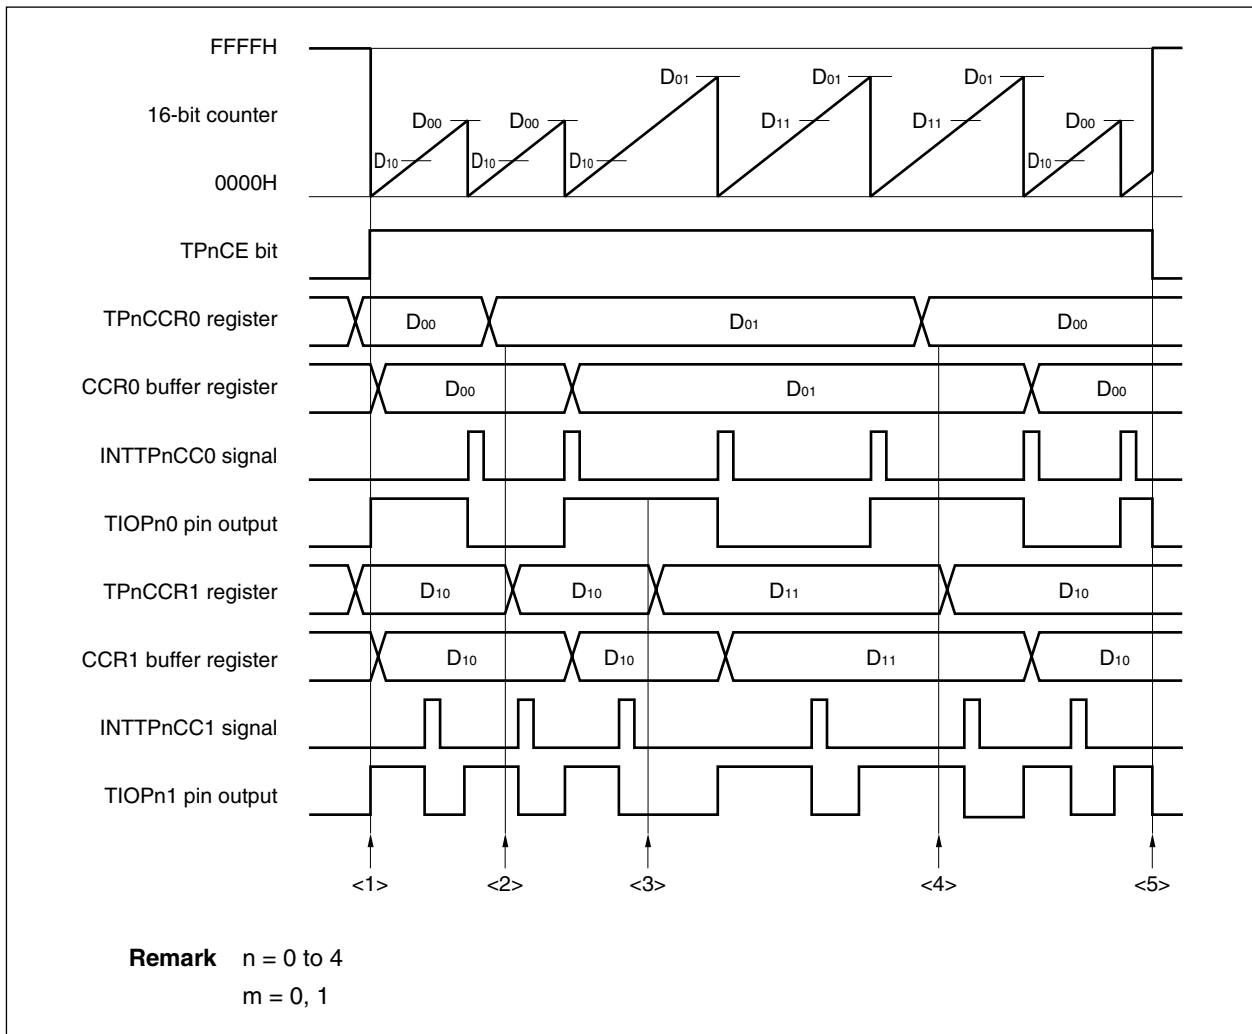 FFFFH
D01 D01 D01
16-bit counter
D00 D00 D11 D11 D00
D10 D10 D10 D10
0000H
TPnCE bit
TPnCCR0 register D00 D01 D00
CCR0 buffer register D00 D01 D00
INTTPnCC0 signal
TIOPn0 pin output
TPnCCR1 register D10 D10 D11 D10
CCR1 buffer register D10 D10 D11 D10
INTTPnCC1 signal
TIOPn1 pin output
<1> <2> <3> <4> <5>
Remark n = 0 to 4
m = 0, 1